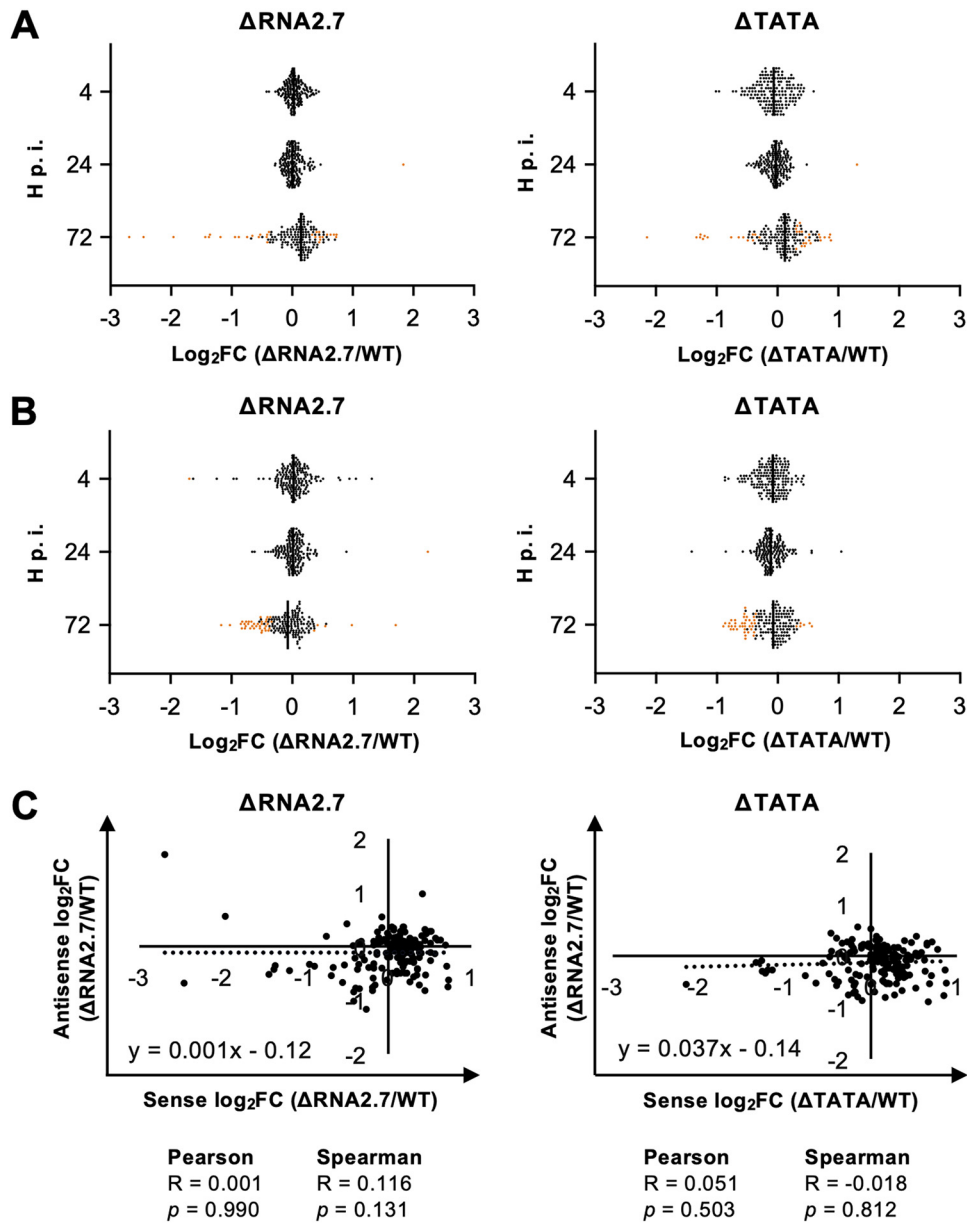 A
ΔRNA2.7
ΔTATA
H p. i.
4
24
72
-3 -2 -1 0 1 2 3
Log₂FC (ΔRNA2.7/WT)
H p. i.
4
24
72
-3 -2 -1 0 1 2 3
Log₂FC (ΔTATA/WT)
B
ΔRNA2.7
ΔTATA
H p. i.
4
24
72
-3 -2 -1 0 1 2 3
Log₂FC (ΔRNA2.7/WT)
H p. i.
4
24
72
-3 -2 -1 0 1 2 3
Log₂FC (ΔTATA/WT)
C
ΔRNA2.7
ΔTATA
Antisense log₂FC
(ΔRNA2.7/WT)
2
1
-3 -2 -1 0 1
-1
-2
y = 0.001x - 0.12
Sense log₂FC (ΔRNA2.7/WT)
Antisense log₂FC
(ΔRNA2.7/WT)
2
1
-3 -2 -1 0 1
-1
-2
y = 0.037x - 0.14
Sense log₂FC (ΔTATA/WT)
Pearson Spearman
R = 0.001 R = 0.116
p = 0.990 p = 0.131
Pearson Spearman
R = 0.051 R = -0.018
p = 0.503 p = 0.812